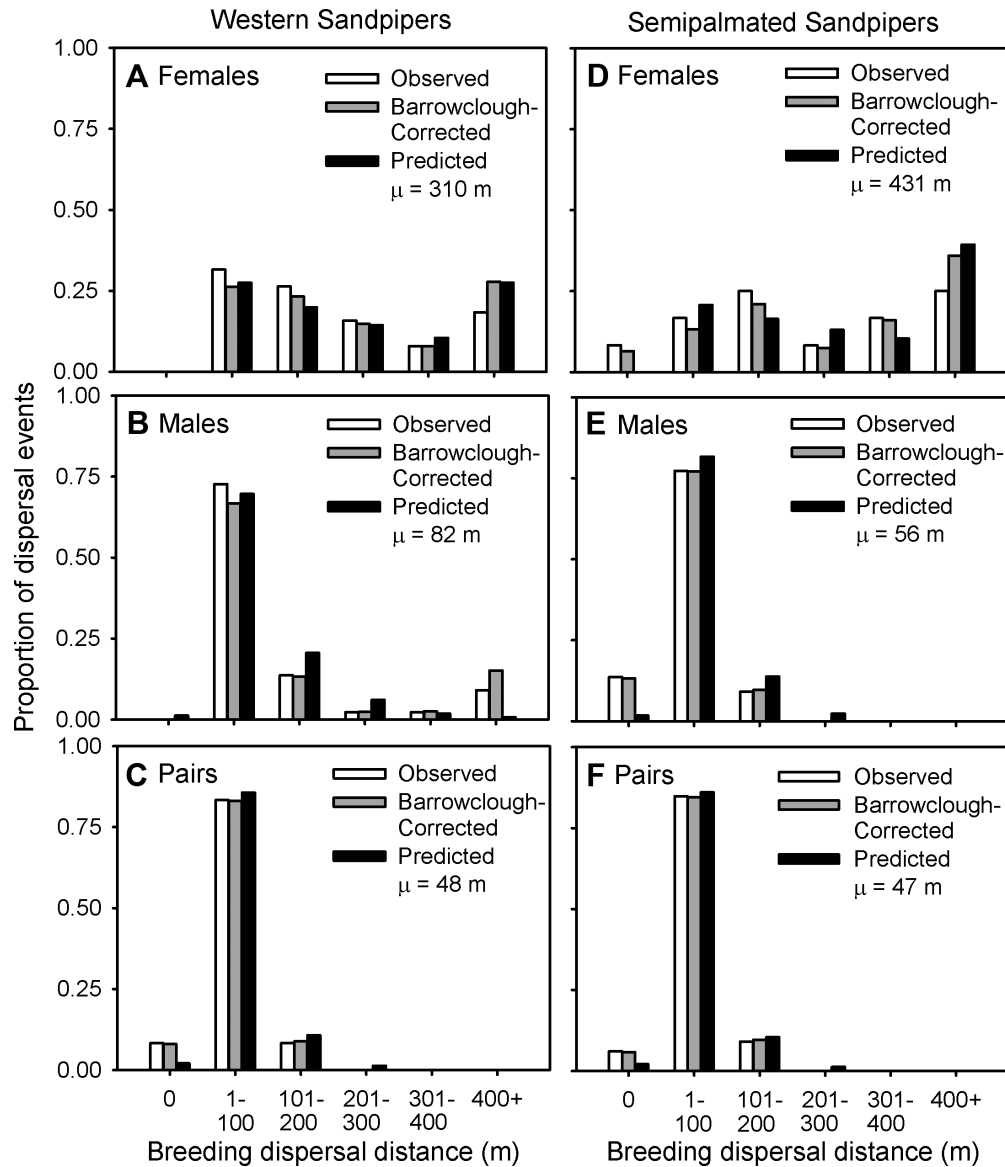 Western Sandpipers
Semipalmated Sandpipers
Proportion of dispersal events
1.00
0.75
0.50
0.25
0.00
A Females
Observed
Barrowclough-
Corrected
Predicted
μ = 310 m
D Females
Observed
Barrowclough-
Corrected
Predicted
μ = 431 m
1.00
0.75
0.50
0.25
0.00
B Males
Observed
Barrowclough-
Corrected
Predicted
μ = 82 m
E Males
Observed
Barrowclough-
Corrected
Predicted
μ = 56 m
1.00
0.75
0.50
0.25
0.00
C Pairs
Observed
Barrowclough-
Corrected
Predicted
μ = 48 m
F Pairs
Observed
Barrowclough-
Corrected
Predicted
μ = 47 m
0 1- 101- 201- 301- 400+
100 200 300 400
Breeding dispersal distance (m)
0 1- 101- 201- 301- 400+
100 200 300 400
Breeding dispersal distance (m)